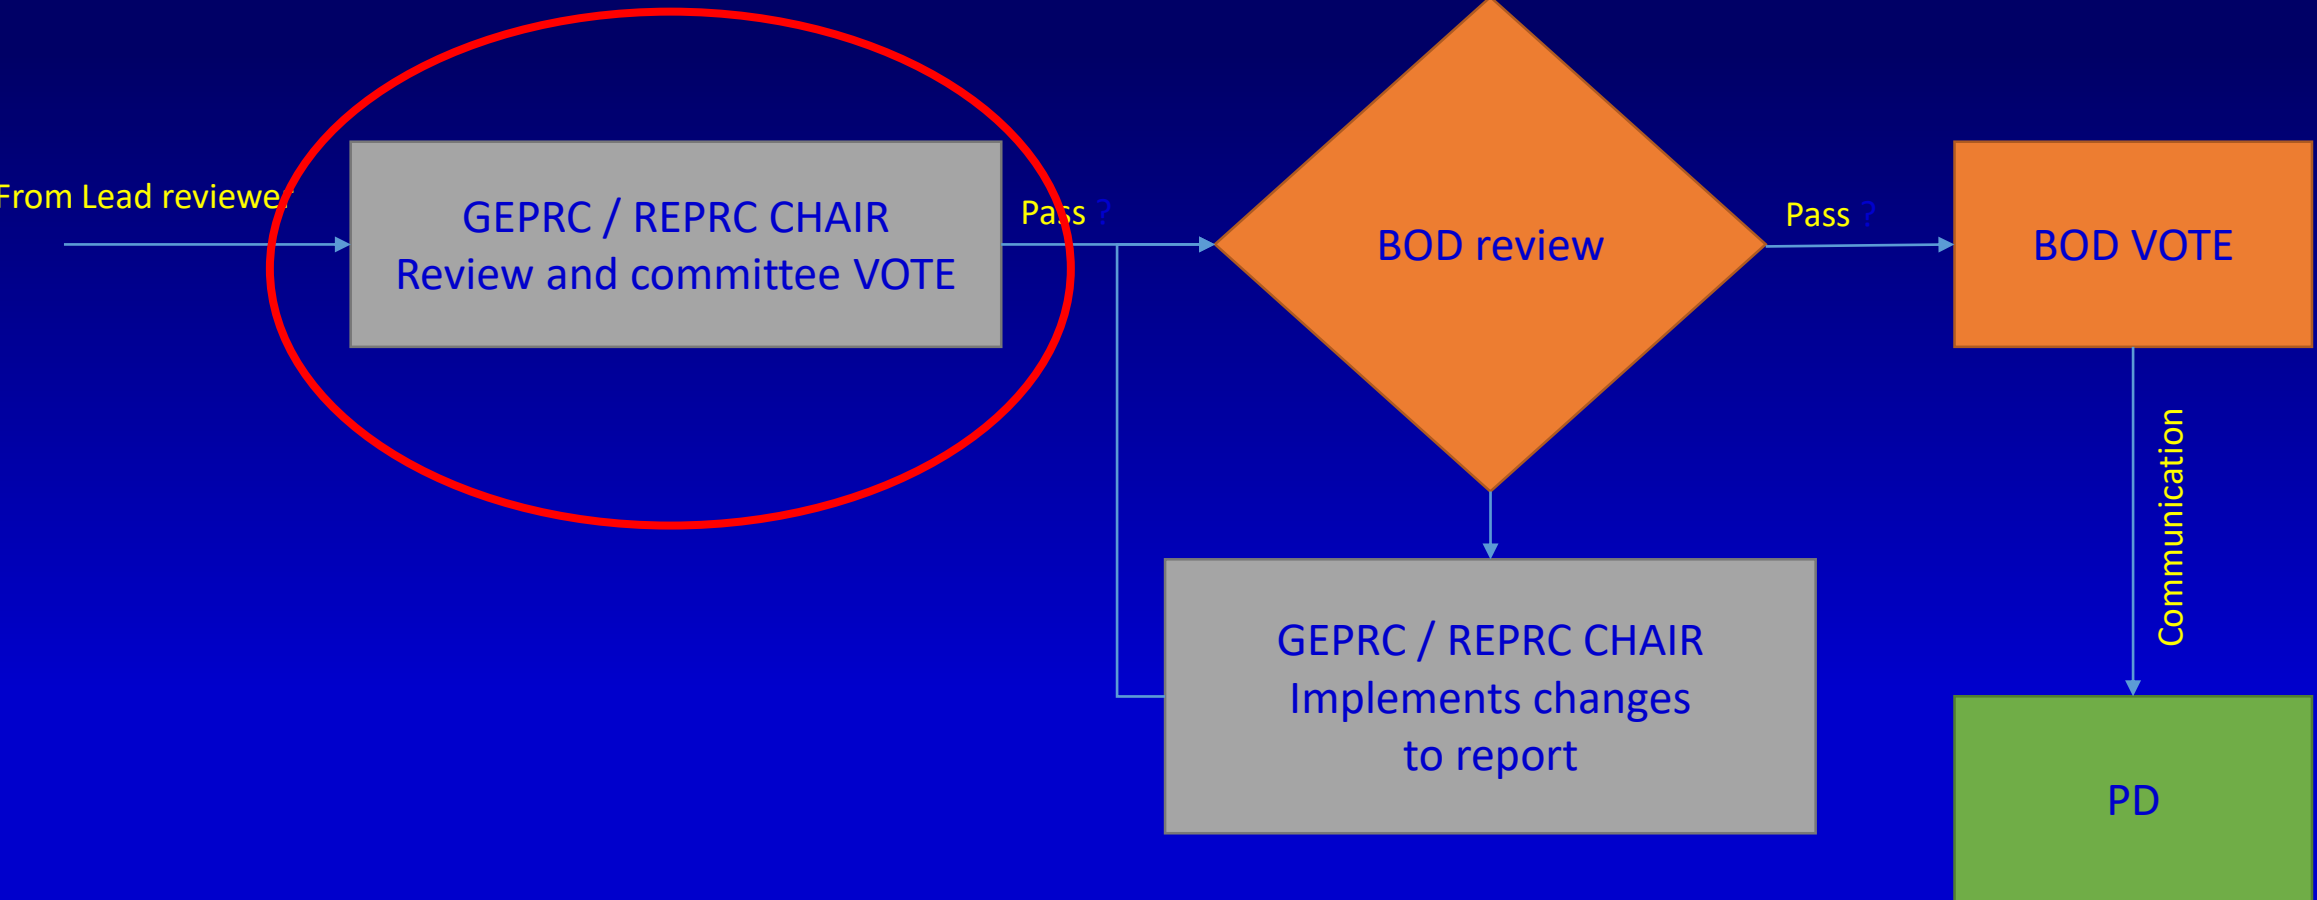 From Lead reviewer
GEPRC / REPRC CHAIR
Review and committee VOTE
Pass ?
BOD review
Pass ?
BOD VOTE
Communication
GEPRC / REPRC CHAIR
Implements changes
to report
PD